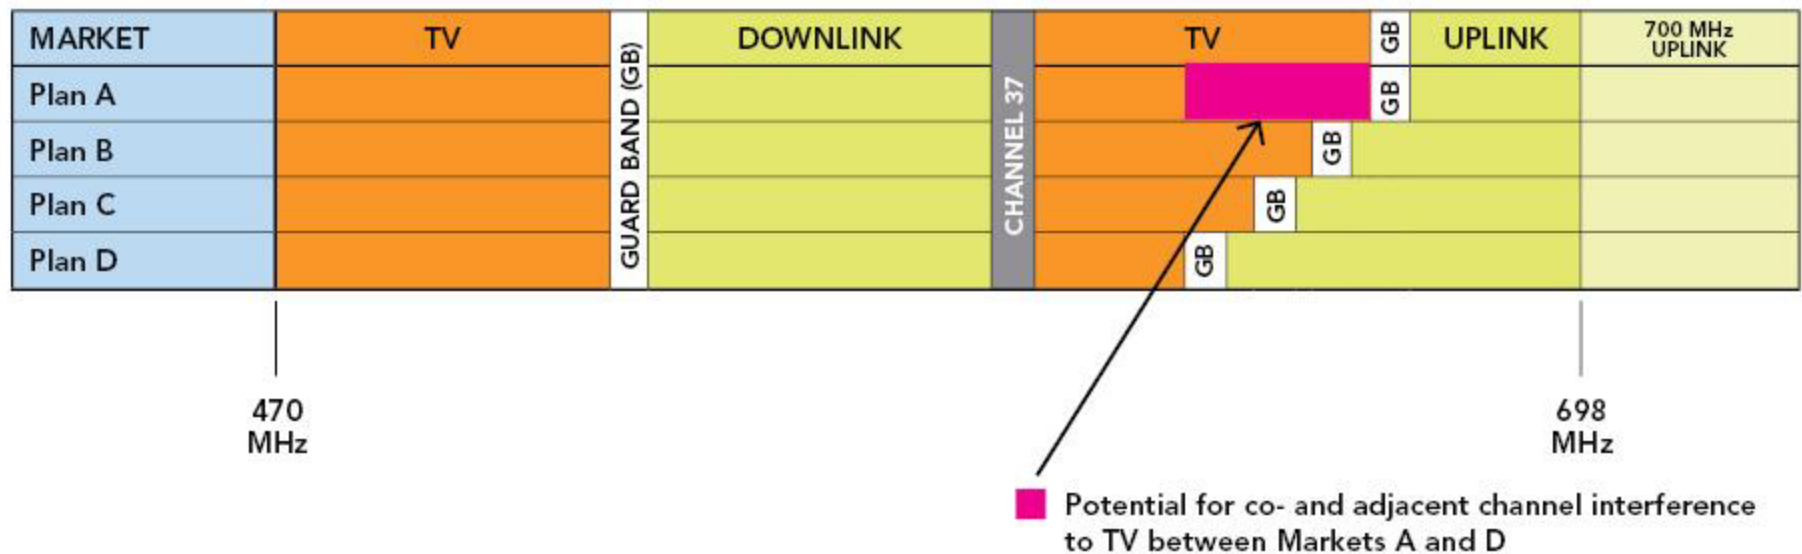 MARKET TV GUARD BAND (GB) DOWNLINK CHANNEL 37 TV GB UPLINK 700 MHz
UPLINK
Plan A GB
Plan B GB
Plan C GB
Plan D GB
470
MHz
698
MHz
Potential for co- and adjacent channel interference
to TV between Markets A and D